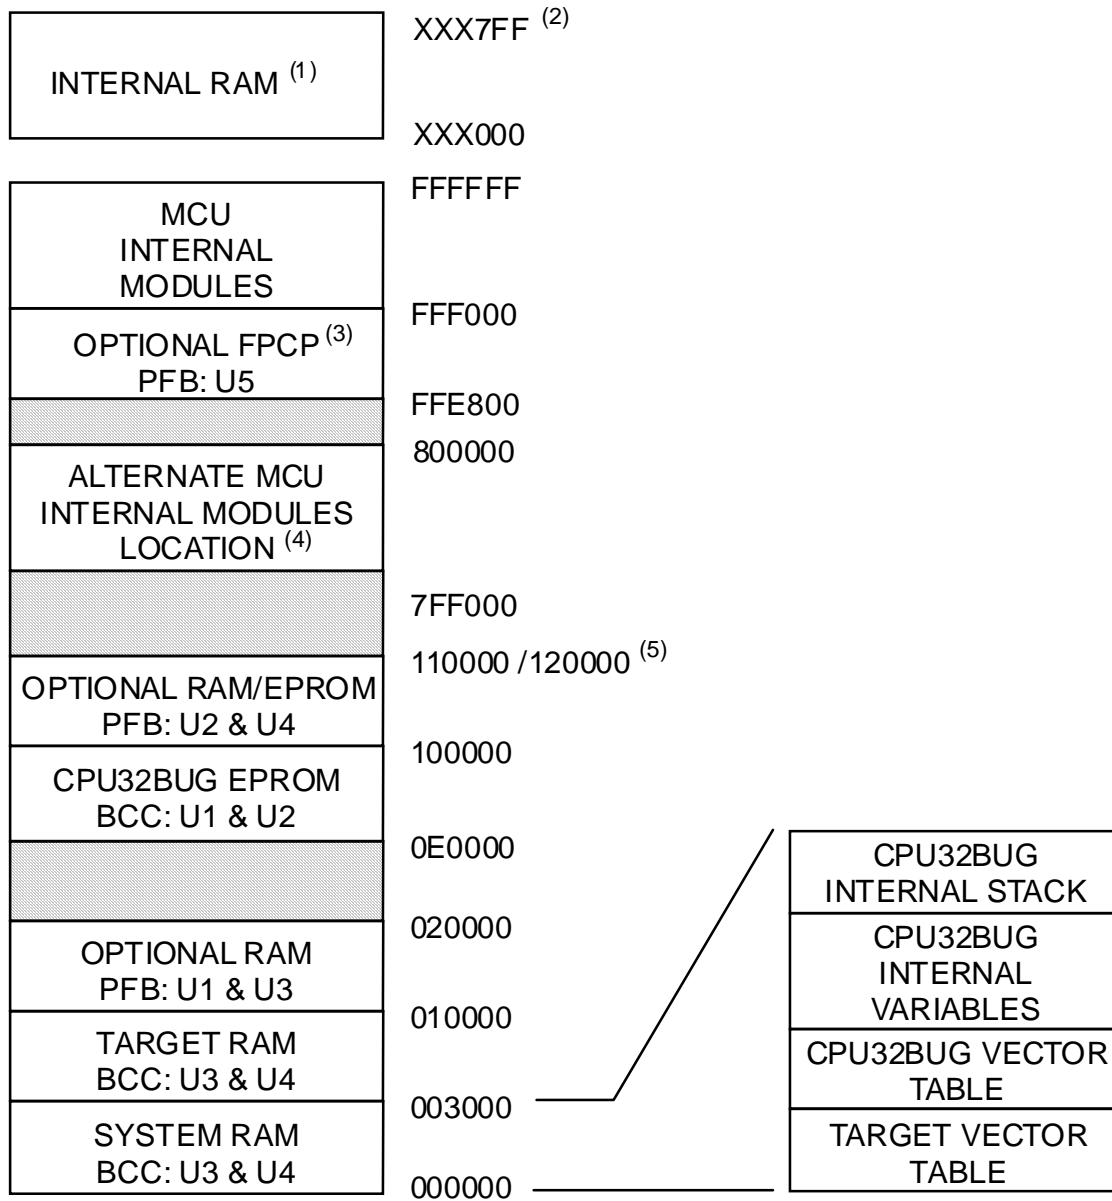 XXX7FF (2)
INTERNAL RAM (1)
XXX000
FFFFFF
MCU
INTERNAL
MODULES
FFF000
OPTIONAL FPCP (3)
PFB: U5
FFE800
800000
ALTERNATE MCU
INTERNAL MODULES
LOCATION (4)
7FF000
110000 /120000 (5)
OPTIONAL RAM/EPROM
PFB: U2 & U4
100000
CPU32BUG EPROM
BCC: U1 & U2
0E0000
020000
OPTIONAL RAM
PFB: U1 & U3
010000
TARGET RAM
BCC: U3 & U4
003000
SYSTEM RAM
BCC: U3 & U4
000000
CPU32BUG
INTERNAL STACK
CPU32BUG
INTERNAL
VARIABLES
CPU32BUG VECTOR
TABLE
TARGET VECTOR
TABLE